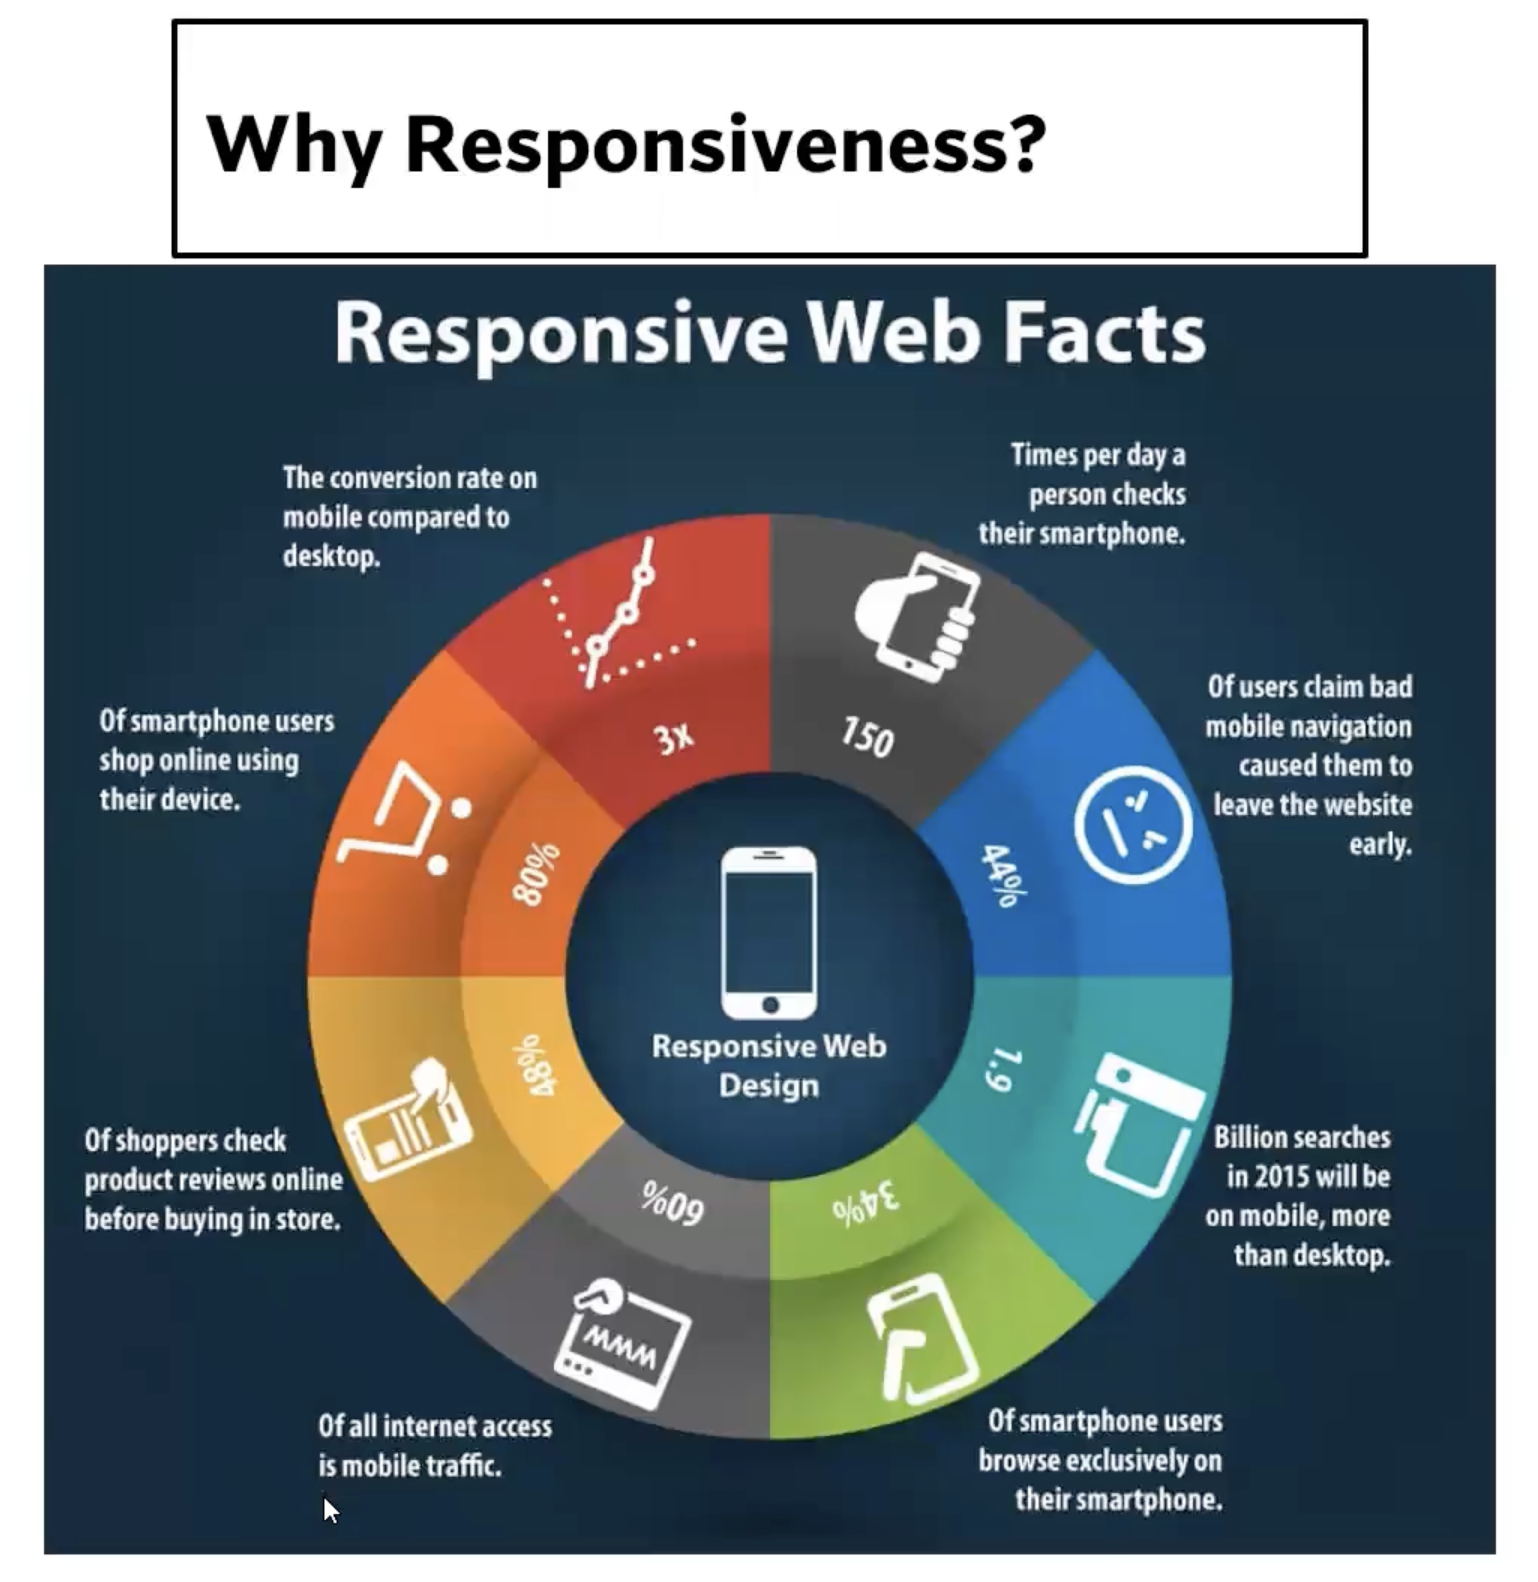 Why Responsiveness?
Responsive Web Facts
The conversion rate on
mobile compared to
desktop.
3x
Times per day a
person checks
their smartphone.
150
Of users claim bad
mobile navigation
caused them to
leave the website
early.
44%
Billion searches
in 2015 will be
on mobile, more
than desktop.
1.9
Of smartphone users
browse exclusively on
their smartphone.
34%
Of all internet access
is mobile traffic.
60%
www
Of shoppers check
product reviews online
before buying in store.
48%
Of smartphone users
shop online using
their device.
80%
Responsive Web
Design